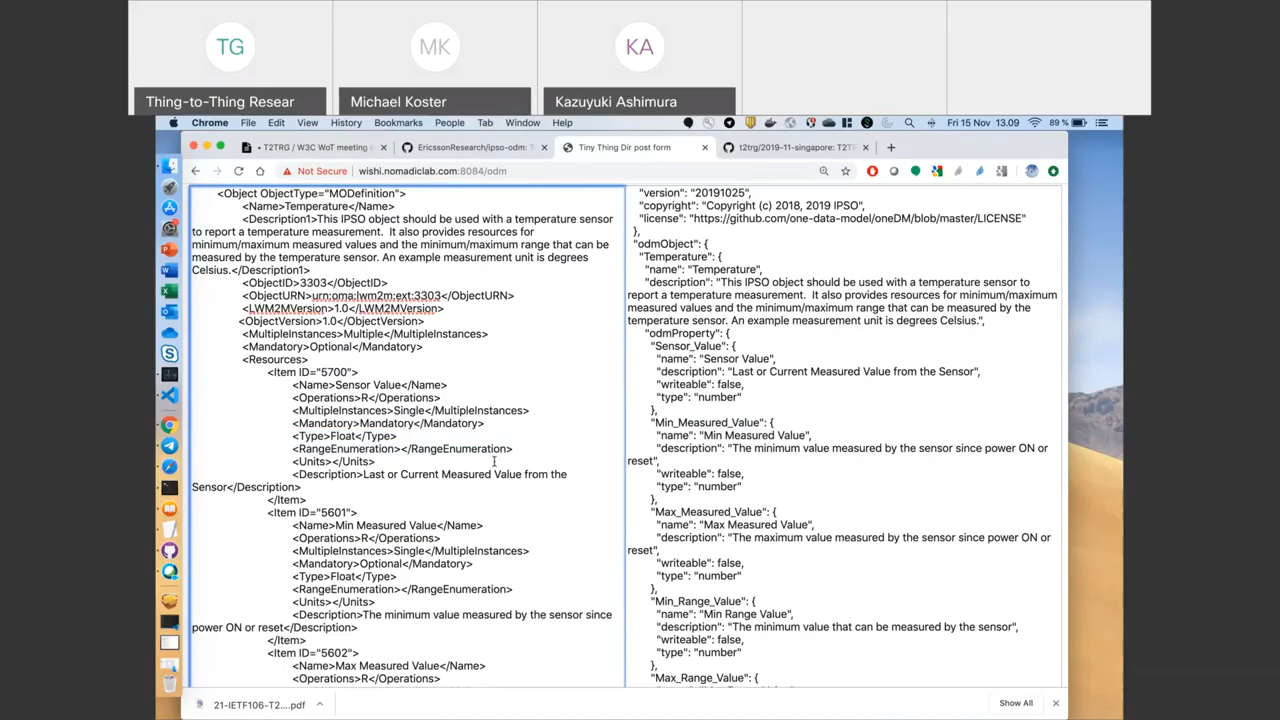 TG
MK
KA
Thing-to-Thing Resear
Michael Koster
Kazuyuki Ashimura
Chrome File Edit View History Bookmarks People Tab Window Help
Fri 15 Nov 13.09
89 %
• T2TRG / W3C WoT meeting i
EricssonResearch/ipso-odm: T
Tiny Thing Dir post form
t2trg/2019-11-singapore: T2TR
Not Secure
wishi.nomadiclab.com:8084/odm
<Object ObjectType="MODefinition">
<Name>Temperature</Name>
<Description1>This IPSO object should be used with a temperature sensor
to report a temperature measurement.  It also provides resources for
minimum/maximum measured values and the minimum/maximum range that can be
measured by the temperature sensor. An example measurement unit is degrees
Celsius.</Description1>
<ObjectID>3303</ObjectID>
<ObjectURN>urn:oma:lwm2m:ext:3303</ObjectURN>
<LWM2MVersion>1.0</LWM2MVersion>
<ObjectVersion>1.0</ObjectVersion>
<MultipleInstances>Multiple</MultipleInstances>
<Mandatory>Optional</Mandatory>
<Resources>
<Item ID="5700">
<Name>Sensor Value</Name>
<Operations>R</Operations>
<MultipleInstances>Single</MultipleInstances>
<Mandatory>Mandatory</Mandatory>
<Type>Float</Type>
<RangeEnumeration></RangeEnumeration>
<Units></Units>
<Description>Last or Current Measured Value from the
Sensor</Description>
</Item>
<Item ID="5601">
<Name>Min Measured Value</Name>
<Operations>R</Operations>
<MultipleInstances>Single</MultipleInstances>
<Mandatory>Optional</Mandatory>
<Type>Float</Type>
<RangeEnumeration></RangeEnumeration>
<Units></Units>
<Description>The minimum value measured by the sensor since
power ON or reset</Description>
</Item>
<Item ID="5602">
<Name>Max Measured Value</Name>
<Operations>R</Operations>
"version": "20191025",
"copyright": "Copyright (c) 2018, 2019 IPSO",
"license": "https://github.com/one-data-model/oneDM/blob/master/LICENSE"
},
"odmObject": {
"Temperature": {
"name": "Temperature",
"description": "This IPSO object should be used with a temperature sensor to
report a temperature measurement.  It also provides resources for minimum/maximum
measured values and the minimum/maximum range that can be measured by the
temperature sensor. An example measurement unit is degrees Celsius.",
"odmProperty": {
"Sensor_Value": {
"name": "Sensor Value",
"description": "Last or Current Measured Value from the Sensor",
"writeable": false,
"type": "number"
},
"Min_Measured_Value": {
"name": "Min Measured Value",
"description": "The minimum value measured by the sensor since power ON or
reset",
"writeable": false,
"type": "number"
},
"Max_Measured_Value": {
"name": "Max Measured Value",
"description": "The maximum value measured by the sensor since power ON or
reset",
"writeable": false,
"type": "number"
},
"Min_Range_Value": {
"name": "Min Range Value",
"description": "The minimum value that can be measured by the sensor",
"writeable": false,
"type": "number"
},
"Max_Range_Value": {
21-IETF106-T2....pdf
Show All